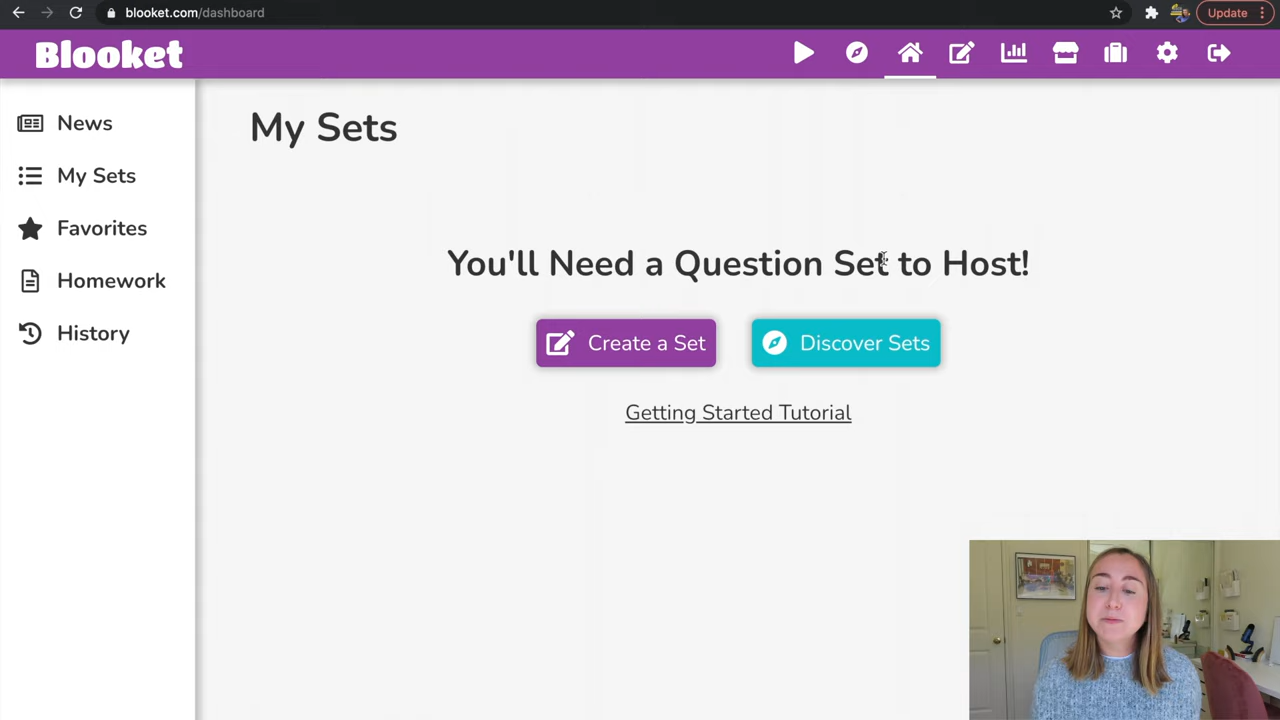 blooket.com/dashboard
Update
Blooket
News
My Sets
Favorites
Homework
History
My Sets
You'll Need a Question Set to Host!
Create a Set
Discover Sets
Getting Started Tutorial